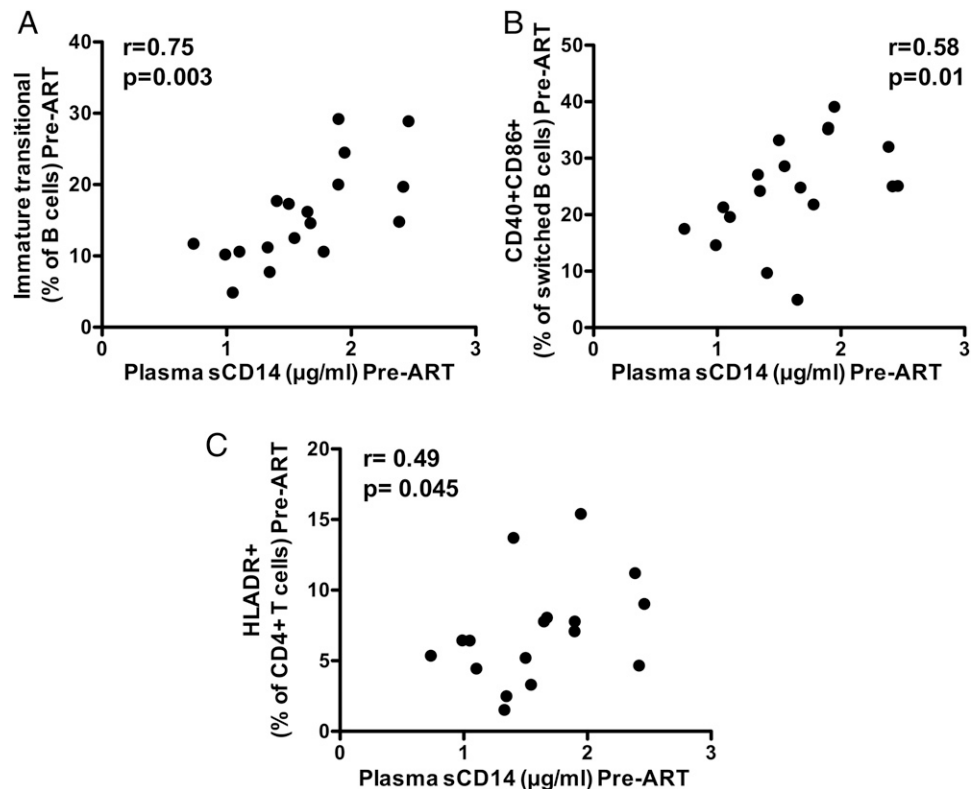 A
r=0.75
p=0.003
Immature transitional
(% of B cells) Pre-ART
40
30
20
10
0
0 1 2 3
Plasma sCD14 (µg/ml) Pre-ART
B
r=0.58
p=0.01
CD40+CD86+
(% of switched B cells) Pre-ART
50
40
30
20
10
0
0 1 2 3
Plasma sCD14 (µg/ml) Pre-ART
C
r= 0.49
p= 0.045
HLADR+
(% of CD4+ T cells) Pre-ART
20
15
10
5
0
0 1 2 3
Plasma sCD14 (µg/ml) Pre-ART